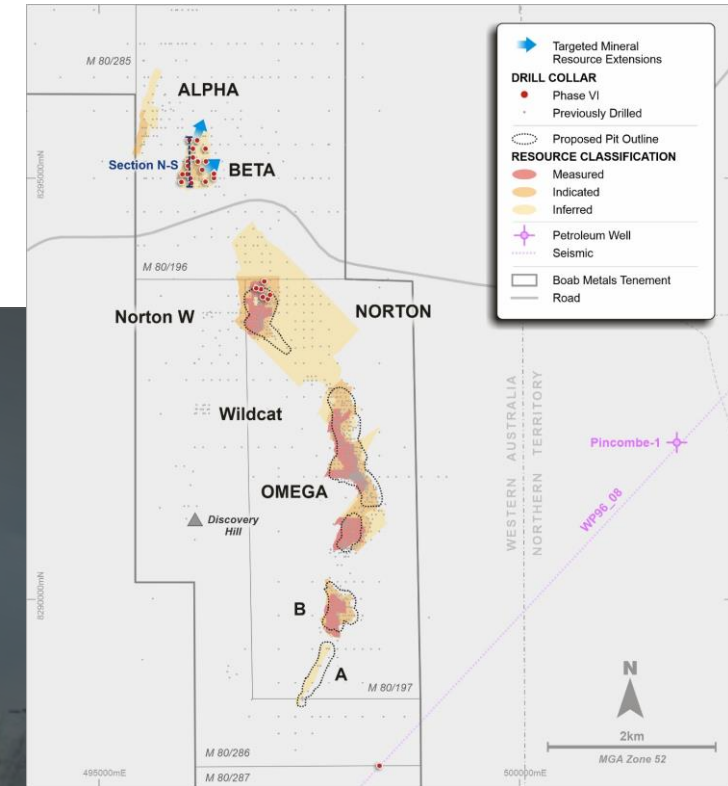 M 80/285
ALPHA
Section N-S
BETA
8295000mN
M 80/196
Norton W
NORTON
Wildcat
OMEGA
Discovery
Hill
8290000mN
B
A
M 80/197
M 80/286
M 80/287
495000mE
500000mE
WESTERN AUSTRALIA
NORTHERN TERRITORY
Pincombe-1
WP96_08
N
2km
MGA Zone 52
Targeted Mineral
Resource Extensions
DRILL COLLAR
Phase VI
Previously Drilled
Proposed Pit Outline
RESOURCE CLASSIFICATION
Measured
Indicated
Inferred
Petroleum Well
Seismic
Boab Metals Tenement
Road